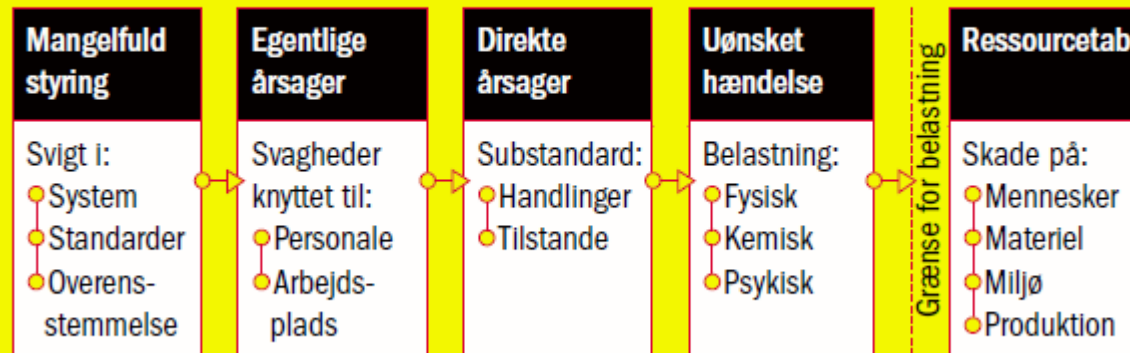 Mangelfuld
styring
Svigt i:
System
Standarder
Overens-
stemmelse
Egentlige
årsager
Svagheder
knyttet til:
Personale
Arbejds-
plads
Direkte
årsager
Substandard:
Handlinger
Tilstande
Uønsket
hændelse
Belastning:
Fysisk
Kemisk
Psykisk
Grænse for belastning
Ressourcetab
Skade på:
Mennesker
Materiel
Miljø
Produktion